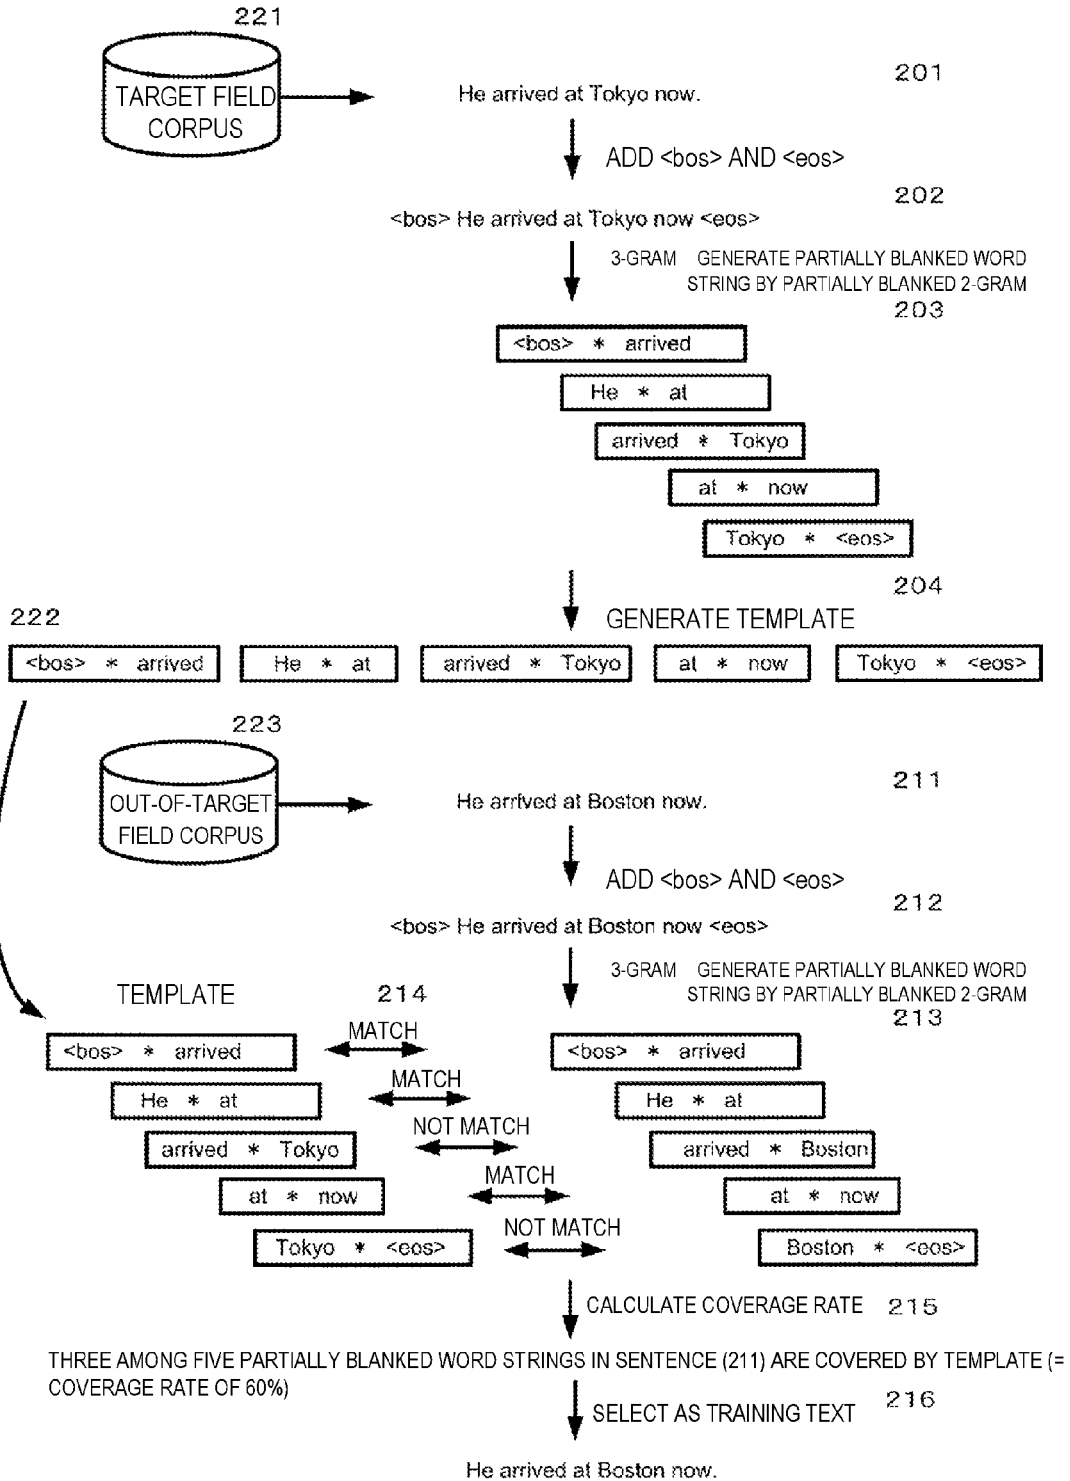 221
TARGET FIELD
CORPUS
201
He arrived at Tokyo now.
ADD <bos> AND <eos>
202
<bos> He arrived at Tokyo now <eos>
3-GRAM GENERATE PARTIALLY BLANKED WORD
STRING BY PARTIALLY BLANKED 2-GRAM
203
<bos> * arrived
He * at
arrived * Tokyo
at * now
Tokyo * <eos>
204
GENERATE TEMPLATE
222
<bos> * arrived He * at arrived * Tokyo at * now Tokyo * <eos>
223
OUT-OF-TARGET
FIELD CORPUS
211
He arrived at Boston now.
ADD <bos> AND <eos>
212
<bos> He arrived at Boston now <eos>
3-GRAM GENERATE PARTIALLY BLANKED WORD
STRING BY PARTIALLY BLANKED 2-GRAM
213
TEMPLATE 214
<bos> * arrived MATCH <bos> * arrived
He * at MATCH He * at
arrived * Tokyo NOT MATCH arrived * Boston
at * now MATCH at * now
Tokyo * <eos> NOT MATCH Boston * <eos>
CALCULATE COVERAGE RATE 215
THREE AMONG FIVE PARTIALLY BLANKED WORD STRINGS IN SENTENCE (211) ARE COVERED BY TEMPLATE (=
COVERAGE RATE OF 60%)
SELECT AS TRAINING TEXT 216
He arrived at Boston now.